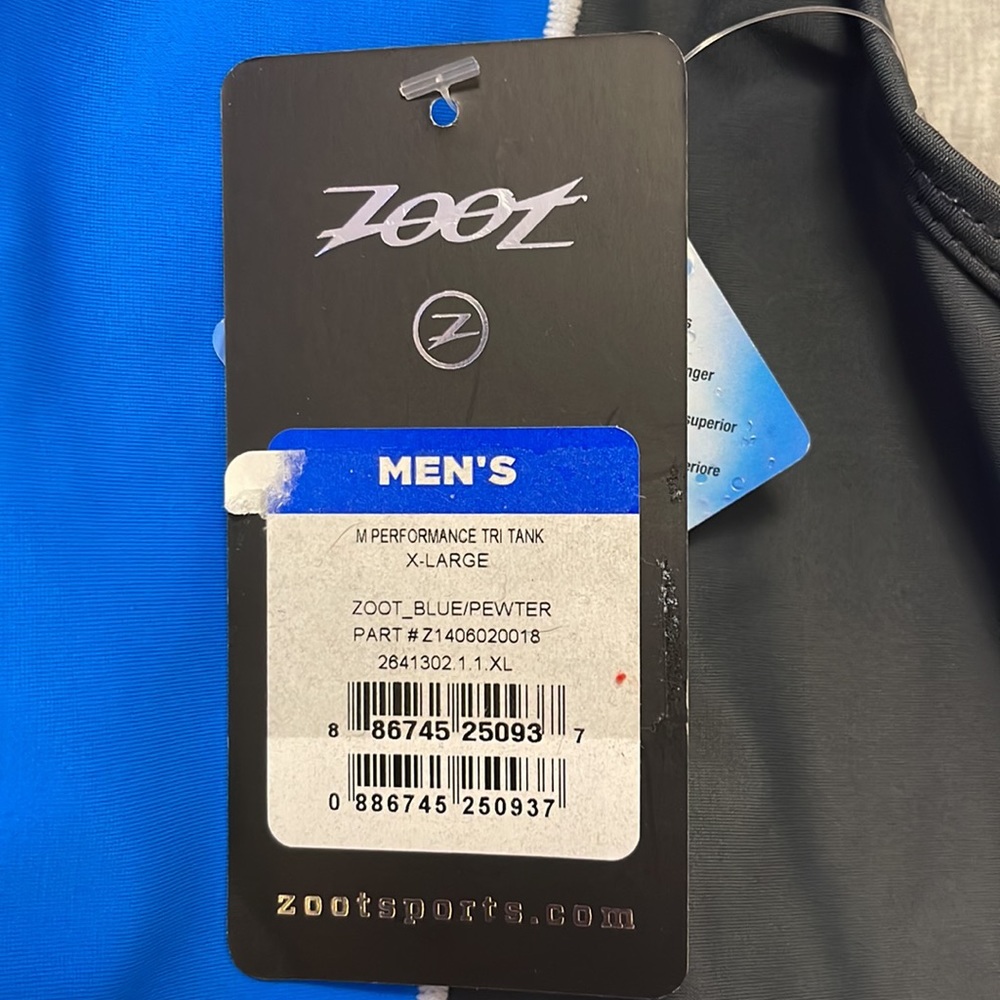 ZOOT
Z
MEN'S
M PERFORMANCE TRI TANK
X-LARGE
ZOOT_BLUE/PEWTER
PART # Z1406020018
2641302.1.1.XL
8 86745 25093 7
0 886745 250937
zootsports.com
superior